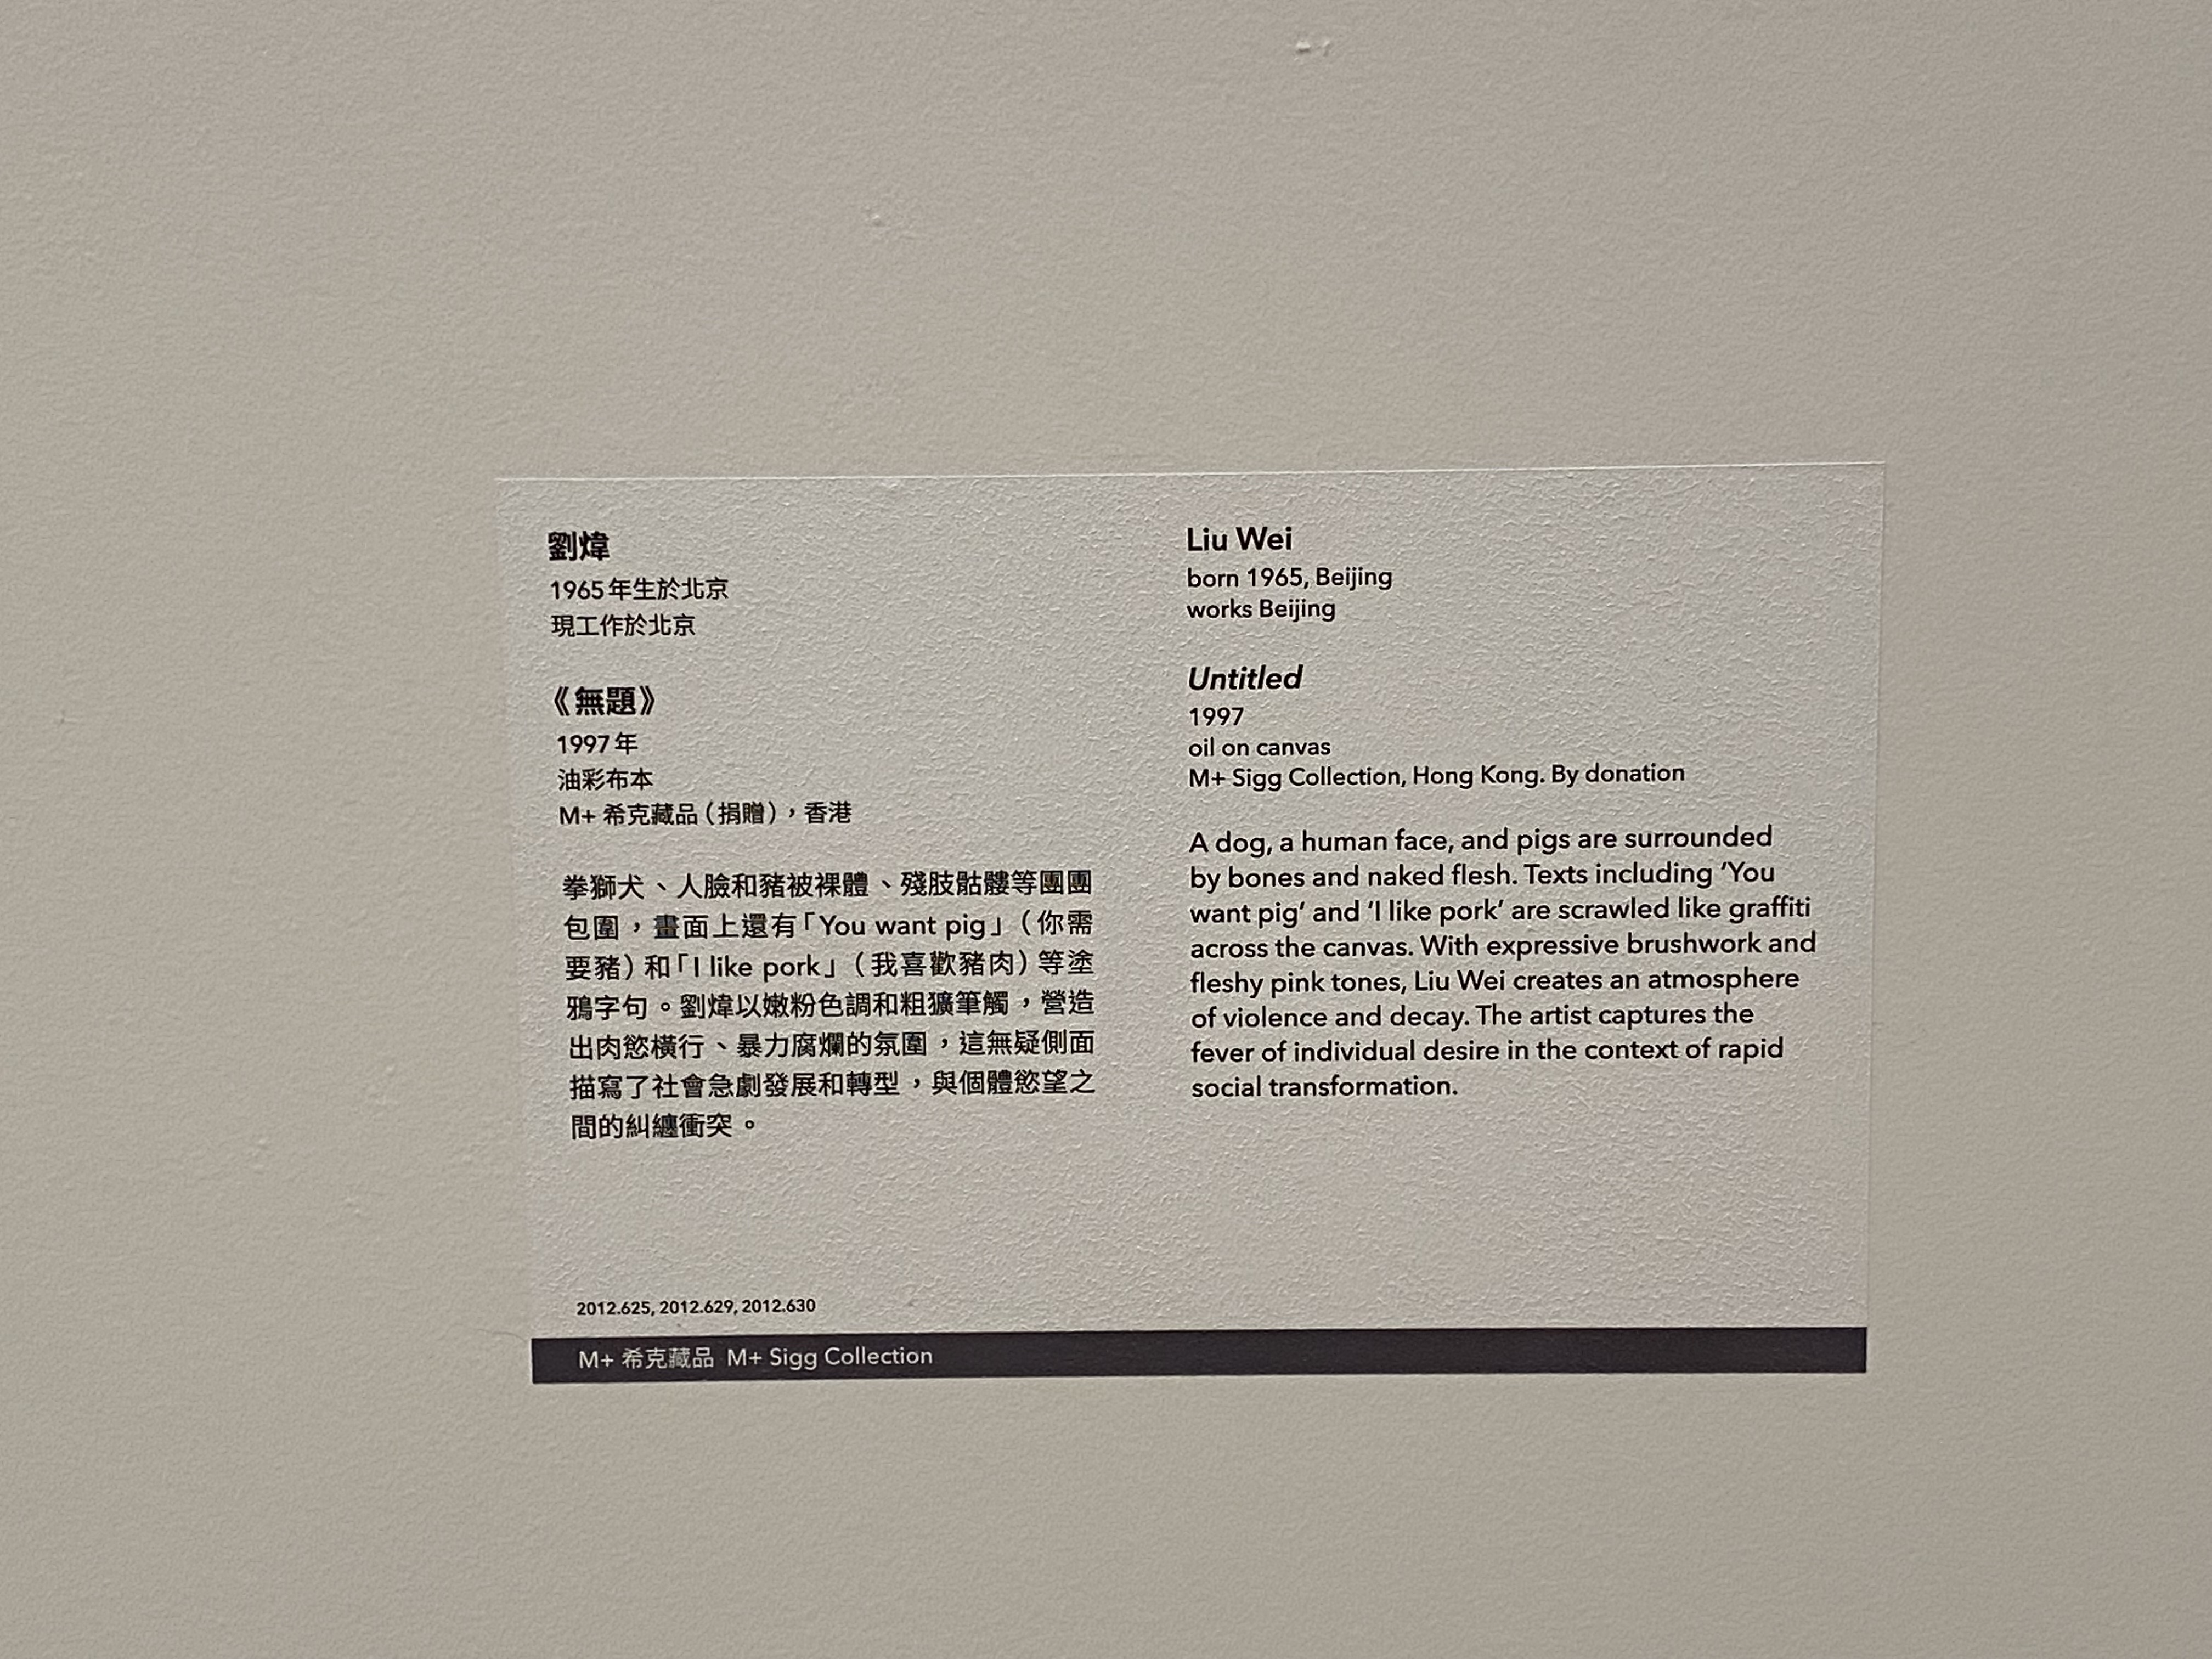 劉煒
1965年生於北京
現工作於北京
《無題》
1997年
油彩布本
M+ 希克藏品（捐贈），香港
拳獅犬、人臉和豬被裸體、殘肢骷髏等團團
包圍，畫面上還有「You want pig」（你需
要豬）和「I like pork」（我喜歡豬肉）等塗
鴉字句。劉煒以嫩粉色調和粗獷筆觸，營造
出肉慾橫行、暴力腐爛的氛圍，這無疑側面
描寫了社會急劇發展和轉型，與個體慾望之
間的糾纏衝突。
2012.625, 2012.629, 2012.630
Liu Wei
born 1965, Beijing
works Beijing
Untitled
1997
oil on canvas
M+ Sigg Collection, Hong Kong. By donation
A dog, a human face, and pigs are surrounded
by bones and naked flesh. Texts including ‘You
want pig’ and ‘I like pork’ are scrawled like graffiti
across the canvas. With expressive brushwork and
fleshy pink tones, Liu Wei creates an atmosphere
of violence and decay. The artist captures the
fever of individual desire in the context of rapid
social transformation.
M+ 希克藏品 M+ Sigg Collection